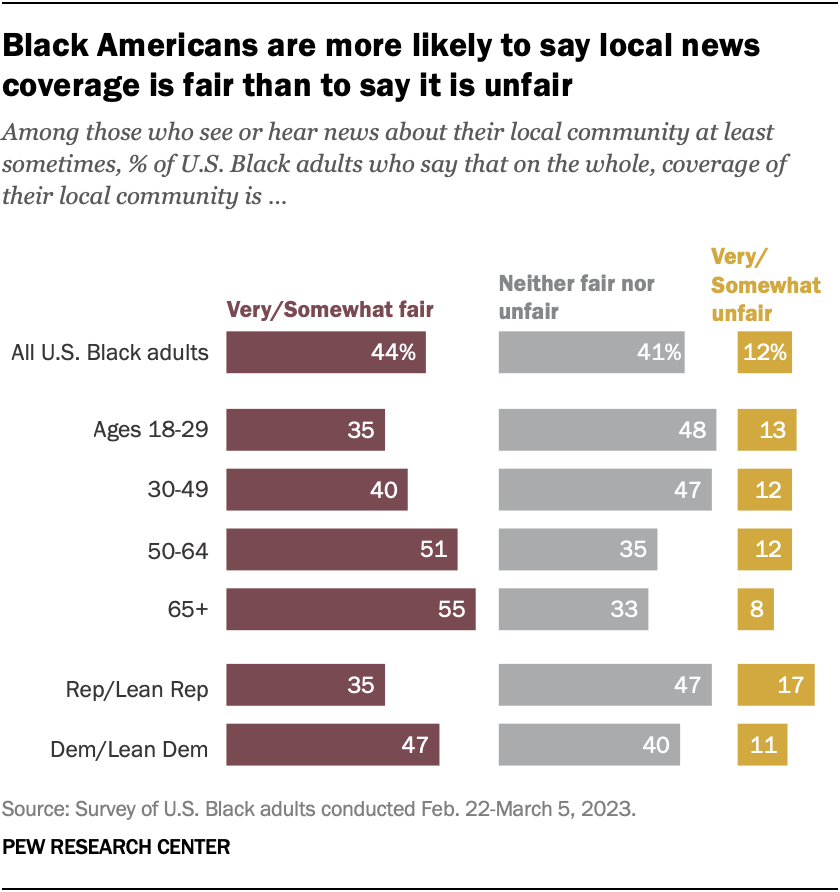 Black Americans are more likely to say local news
coverage is fair than to say it is unfair
Among those who see or hear news about their local community at least
sometimes, % of U.S. Black adults who say that on the whole, coverage of
their local community is ...
Very/Somewhat fair
Neither fair nor
unfair
Very/
Somewhat
unfair
All U.S. Black adults 44% 41% 12%
Ages 18-29 35 48 13
30-49 40 47 12
50-64 51 35 12
65+ 55 33 8
Rep/Lean Rep 35 47 17
Dem/Lean Dem 47 40 11
Source: Survey of U.S. Black adults conducted Feb. 22-March 5, 2023.
PEW RESEARCH CENTER